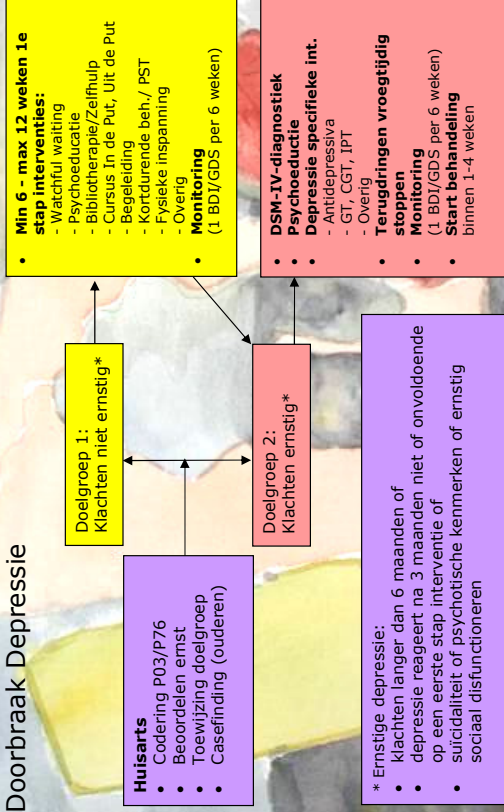 Doorbraak Depressie
Huisarts
• Codering P03/P76
• Beoordelen ernst
• Toewijzing doelgroep
• Casefinding (ouderen)
Doelgroep 1:
Klachten niet ernstig*
Doelgroep 2:
Klachten ernstig*
• Min 6 - max 12 weken 1e
stap interventies:
- Watchful waiting
- Psychoeducatie
- Bibliotherapie/Zelfhulp
- Cursus In de Put, Uit de Put
- Begeleiding
- Kortdurende beh./ PST
- Fysieke inspanning
- Overig
• Monitoring
(1 BDI/GDS per 6 weken)
• DSM-IV-diagnostiek
• Psychoductie
• Depressie specifieke int.
- Antidepressiva
- GT, CGT, IPT
- Overig
• Terugdringen vroegtijdig
stoppen
• Monitoring
(1 BDI/GDS per 6 weken)
• Start behandeling
binnen 1-4 weken
* Ernstige depressie:
• klachten langer dan 6 maanden of
• depressie reageert na 3 maanden niet of onvoldoende
op een eerste stap interventie of
• suïcidaliteit of psychotische kenmerken of ernstig
sociaal disfunctioneren